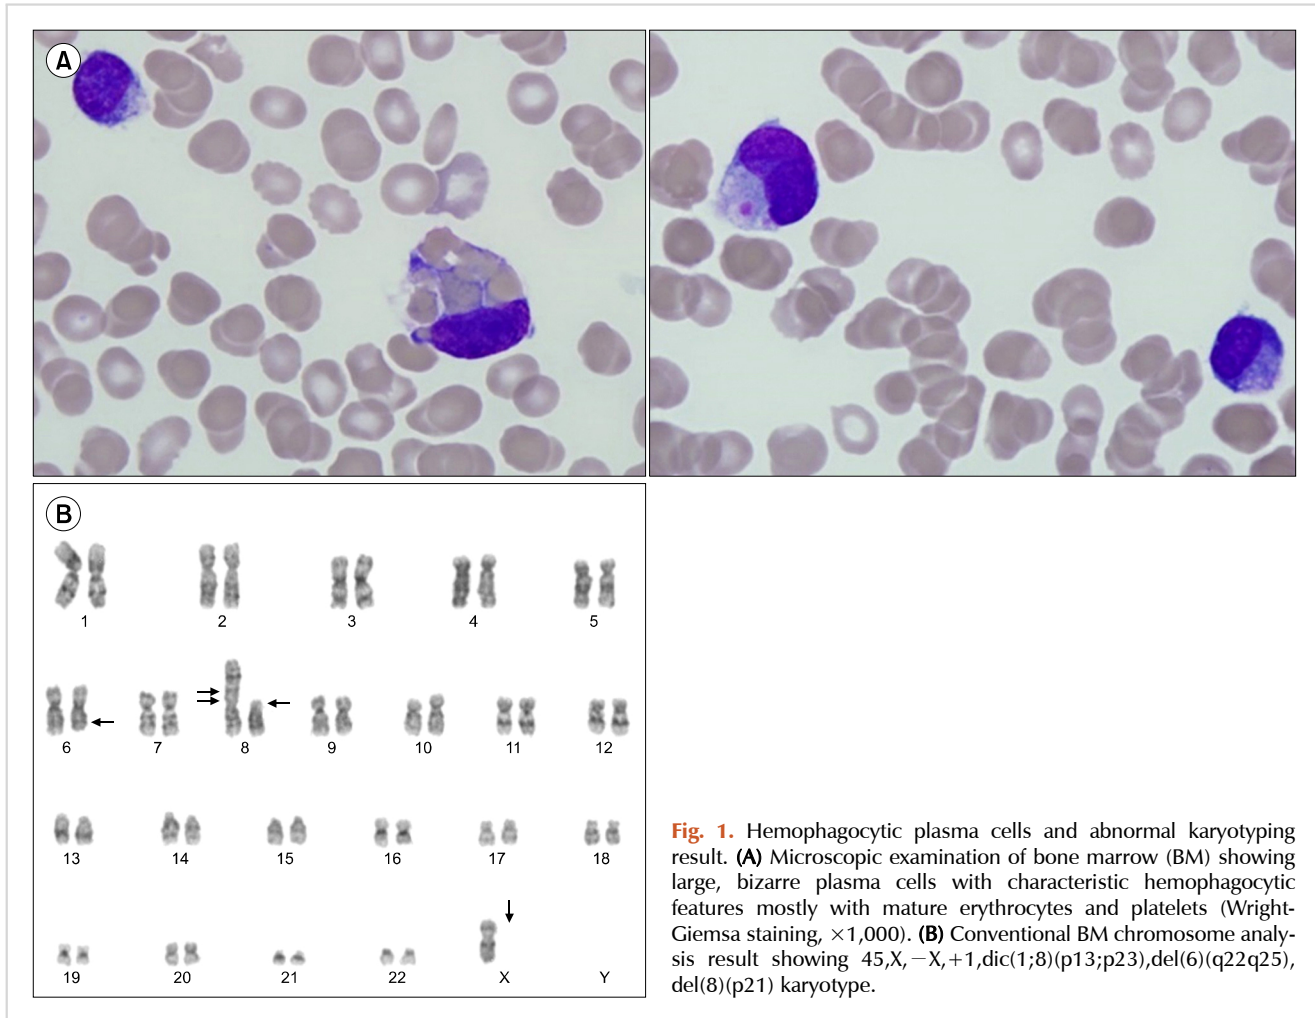 A
B
1 2 3 4 5
6 7 8 9 10 11 12
13 14 15 16 17 18
19 20 21 22 X Y
Fig. 1. Hemophagocytic plasma cells and abnormal karyotyping
result. (A) Microscopic examination of bone marrow (BM) showing
large, bizarre plasma cells with characteristic hemophagocytic
features mostly with mature erythrocytes and platelets (Wright-
Giemsa staining, ×1,000). (B) Conventional BM chromosome analy-
sis result showing 45,X,−X,+1,dic(1;8)(p13;p23),del(6)(q22q25),
del(8)(p21) karyotype.